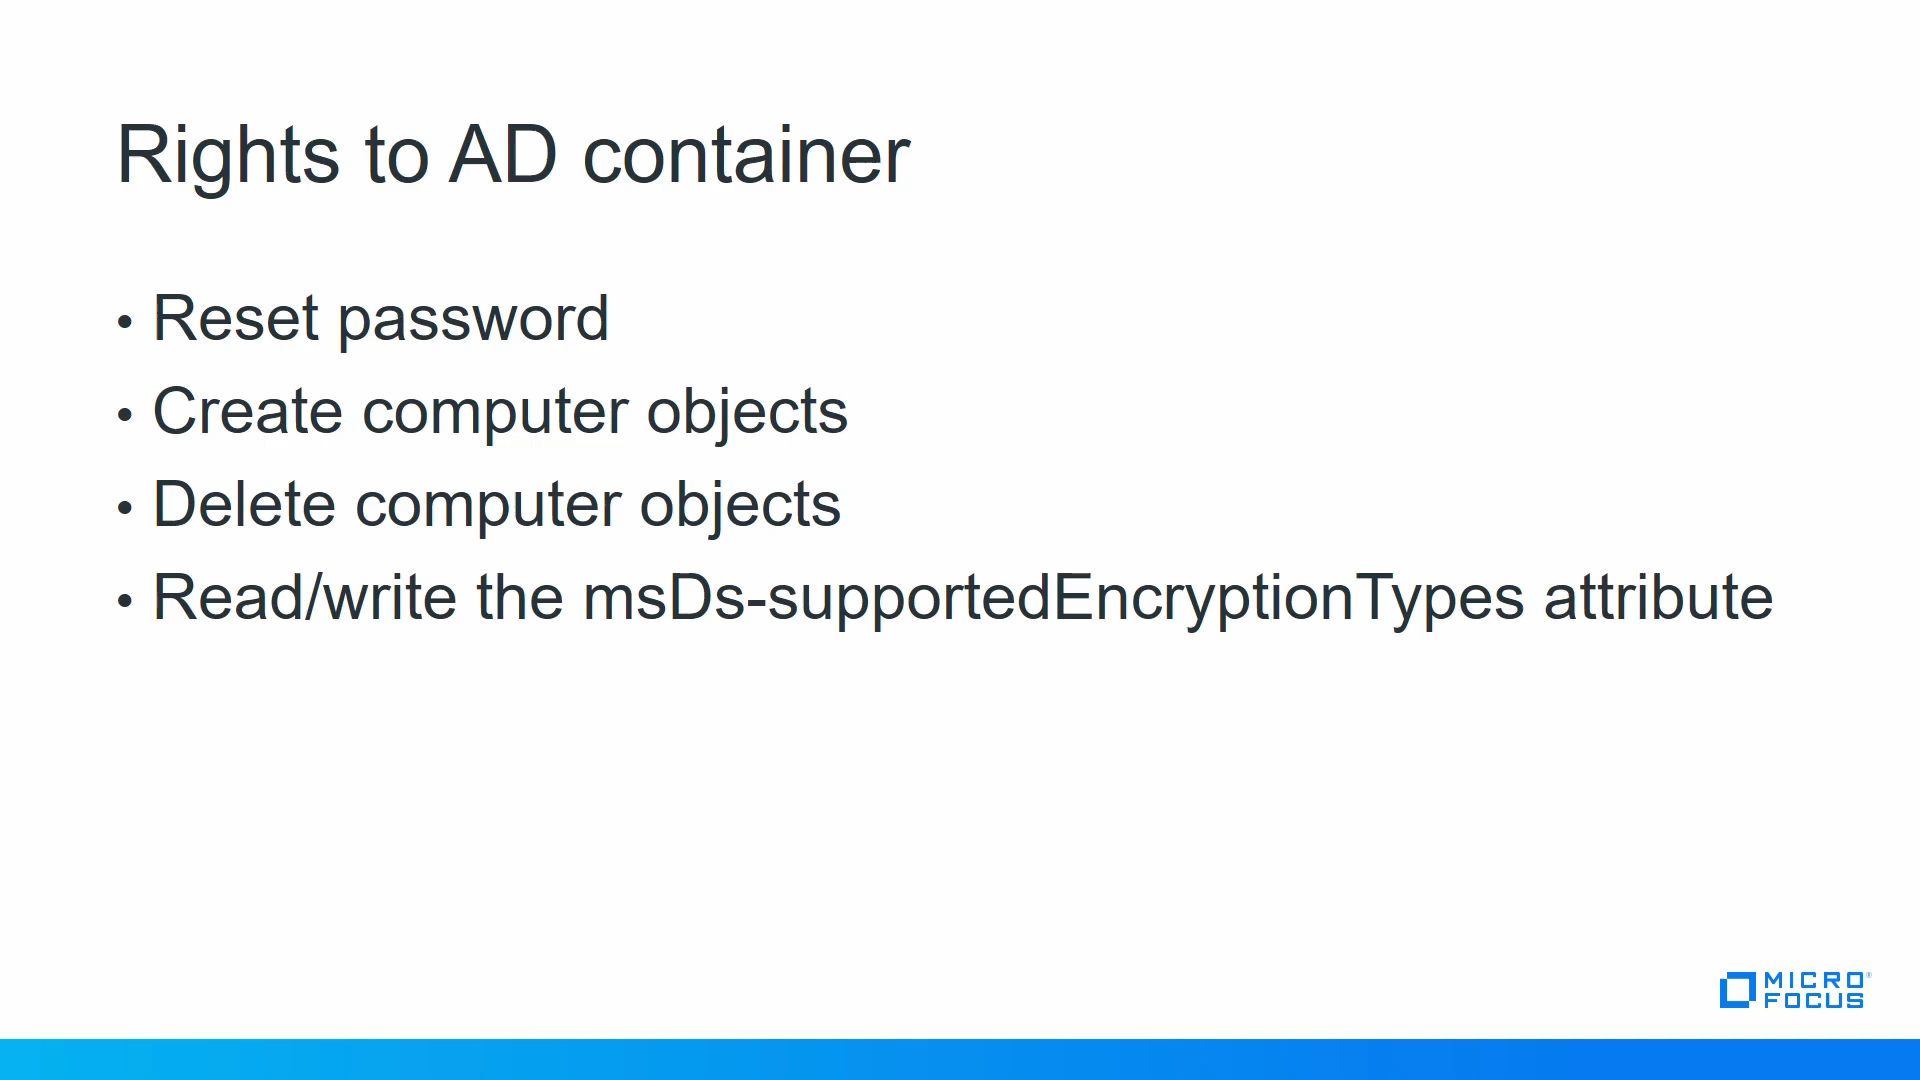 Rights to AD container
• Reset password
• Create computer objects
• Delete computer objects
• Read/write the msDs-supportedEncryptionTypes attribute
MICRO®
FOCUS